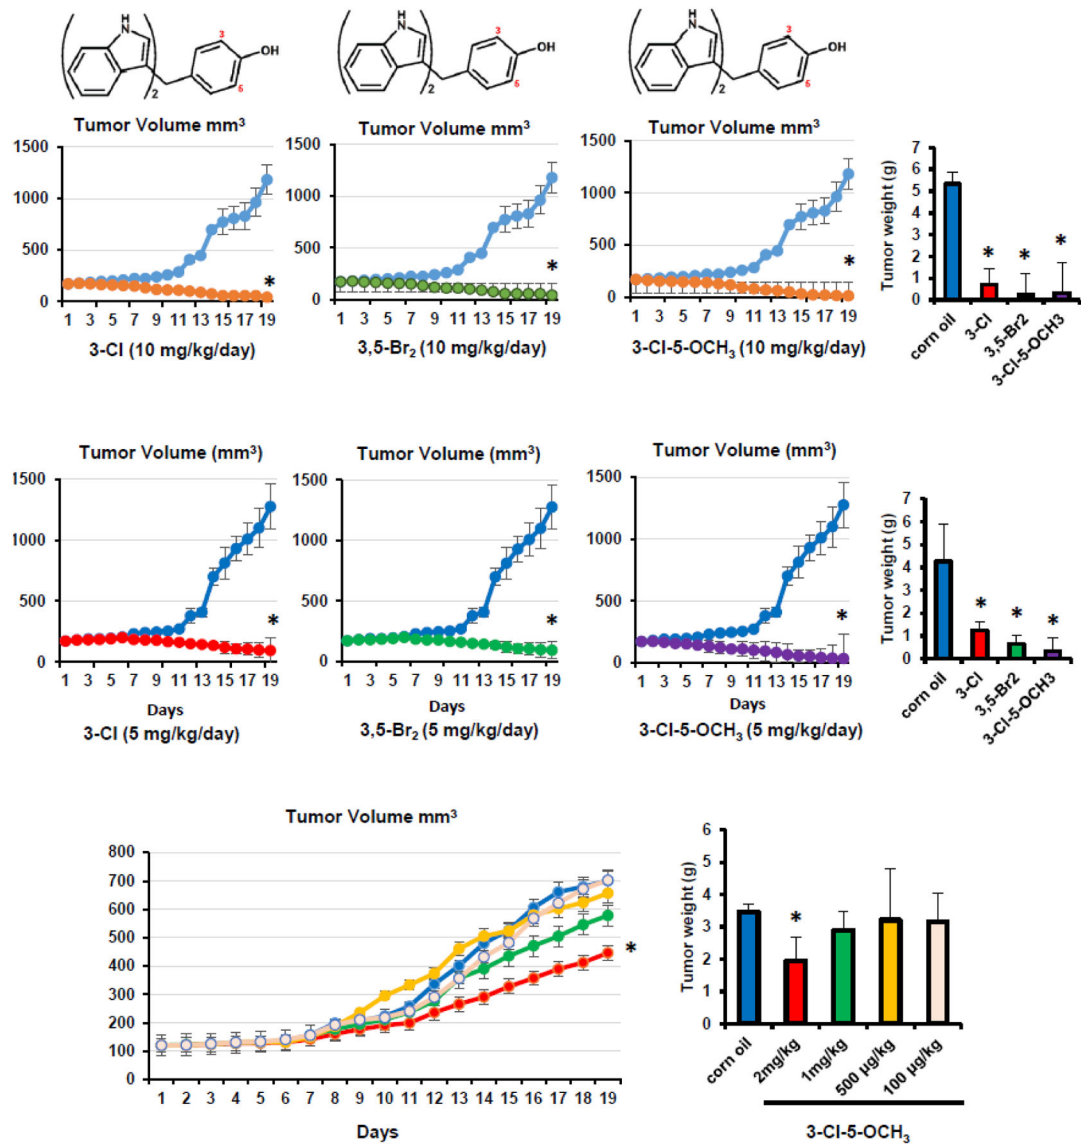 H
N
3
OH
5
2
H
N
3
OH
5
2
H
N
3
OH
5
2
Tumor Volume mm³
1500
1000
500
0
1 3 5 7 9 11 13 15 17 19
*
3-Cl (10 mg/kg/day)
Tumor Volume mm³
1500
1000
500
0
1 3 5 7 9 11 13 15 17 19
*
3,5-Br₂ (10 mg/kg/day)
Tumor Volume mm³
1500
1000
500
0
1 3 5 7 9 11 13 15 17 19
*
3-Cl-5-OCH₃ (10 mg/kg/day)
Tumor weight (g)
7
6
5
4
3
2
1
0
* * *
corn oil
3-Cl
3,5-Br2
3-Cl-5-OCH3
Tumor Volume (mm³)
1500
1000
500
0
1 3 5 7 9 11 13 15 17 19
*
Days
3-Cl (5 mg/kg/day)
Tumor Volume (mm³)
1500
1000
500
0
1 3 5 7 9 11 13 15 17 19
*
Days
3,5-Br₂ (5 mg/kg/day)
Tumor Volume (mm³)
1500
1000
500
0
1 3 5 7 9 11 13 15 17 19
*
Days
3-Cl-5-OCH₃ (5 mg/kg/day)
Tumor weight (g)
7
6
5
4
3
2
1
0
* * *
corn oil
3-Cl
3,5-Br2
3-Cl-5-OCH3
Tumor Volume mm³
800
700
600
500
400
300
200
100
0
1 2 3 4 5 6 7 8 9 10 11 12 13 14 15 16 17 18 19
*
Days
Tumor weight (g)
6
5
4
3
2
1
0
*
corn oil
2mg/kg
1mg/kg
500 µg/kg
100 µg/kg
3-Cl-5-OCH₃